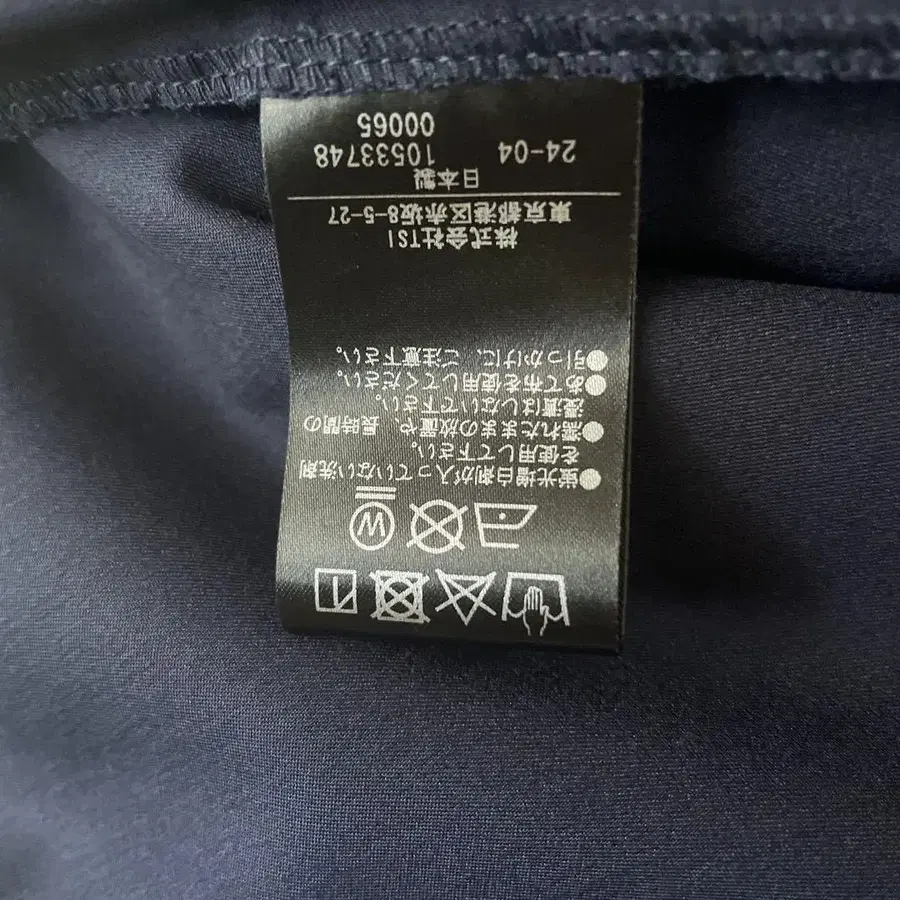 W
●蛍光増白剤が入っていない洗剤
を使用して下さい。
●濡れたままの放置や、長時間の
浸漬はしないで下さい。
●あて布を使用してください。
●引っかけに、ご注意下さい。
株式会社TSI
東京都港区赤坂8-5-27
日本製
24-04 10533748
00065